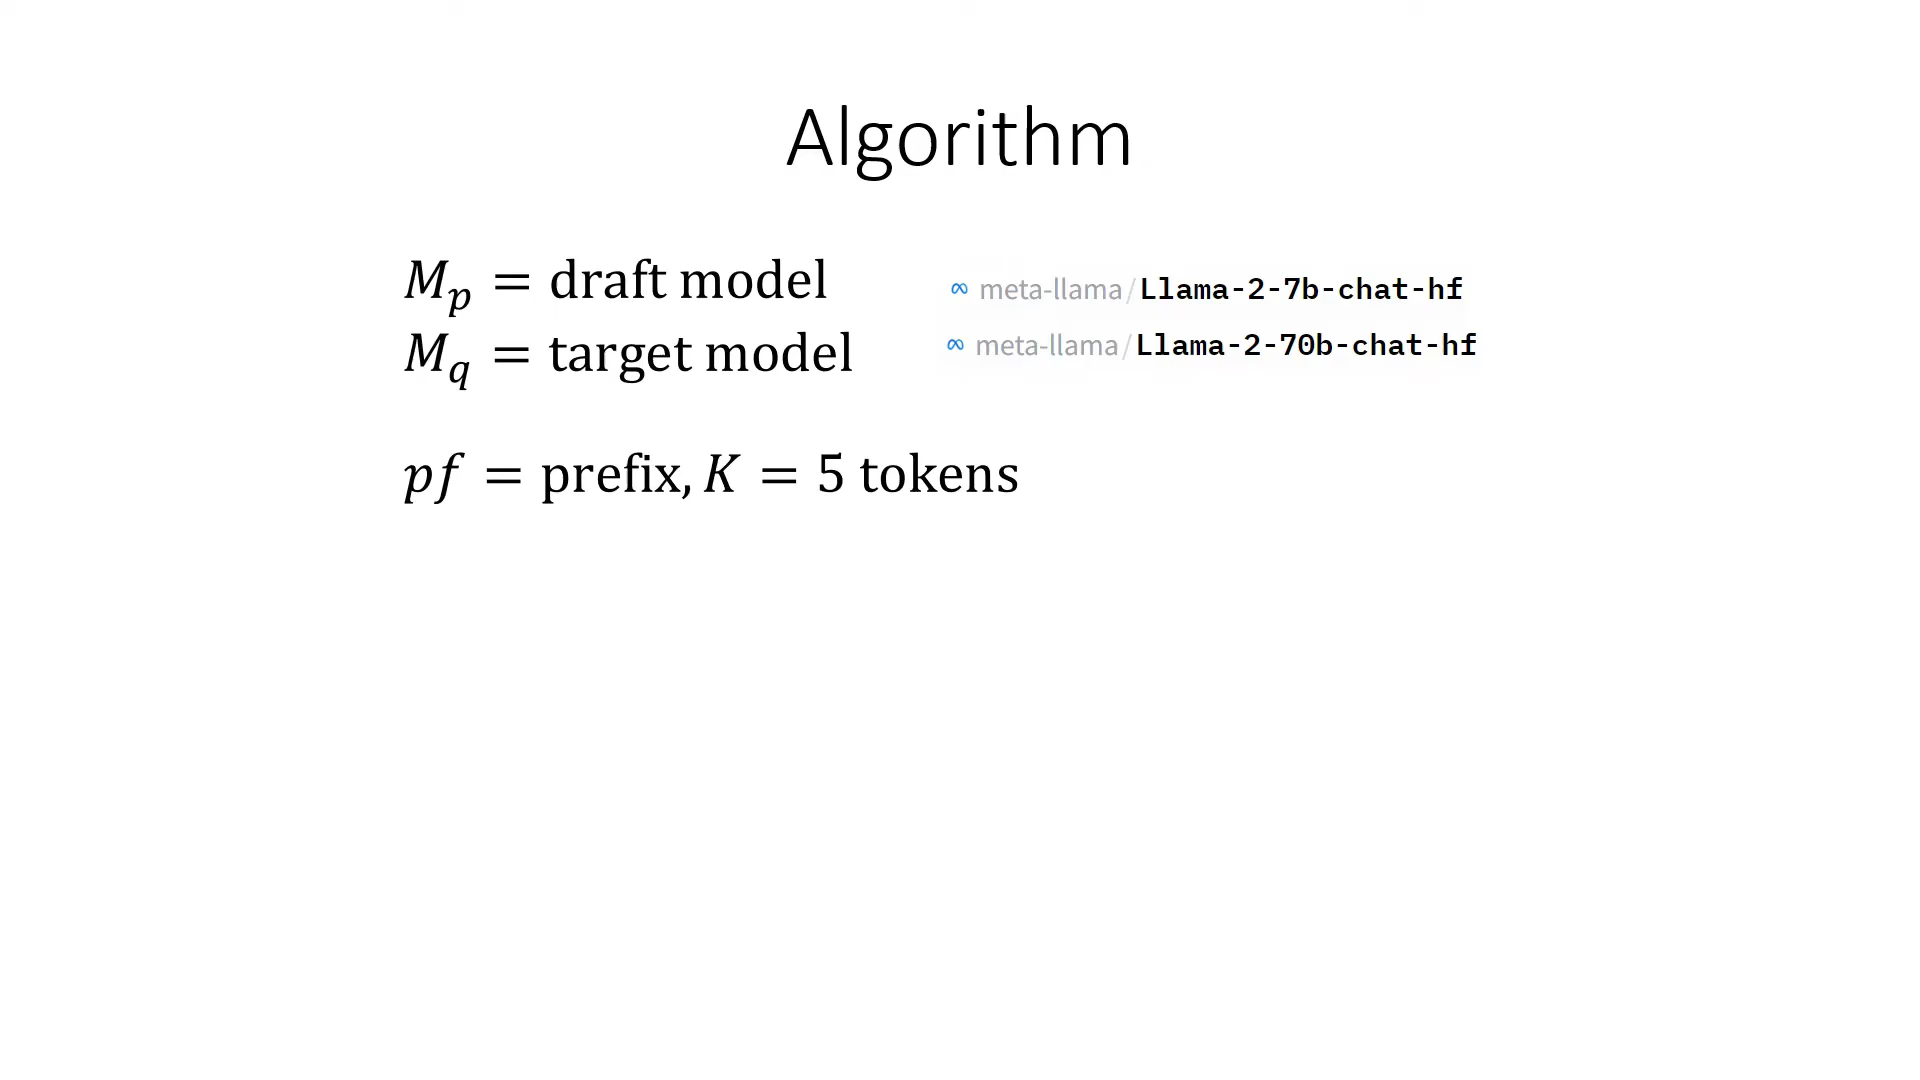 Algorithm
M_p = draft model
meta-llama/Llama-2-7b-chat-hf
M_q = target model
meta-llama/Llama-2-70b-chat-hf
pf = prefix, K = 5 tokens